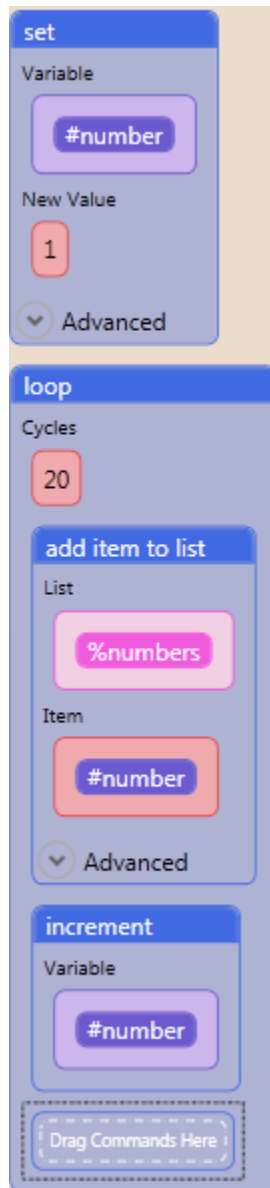 set
Variable
#number
New Value
1
Advanced
loop
Cycles
20
add item to list
List
%numbers
Item
#number
Advanced
increment
Variable
#number
Drag Commands Here